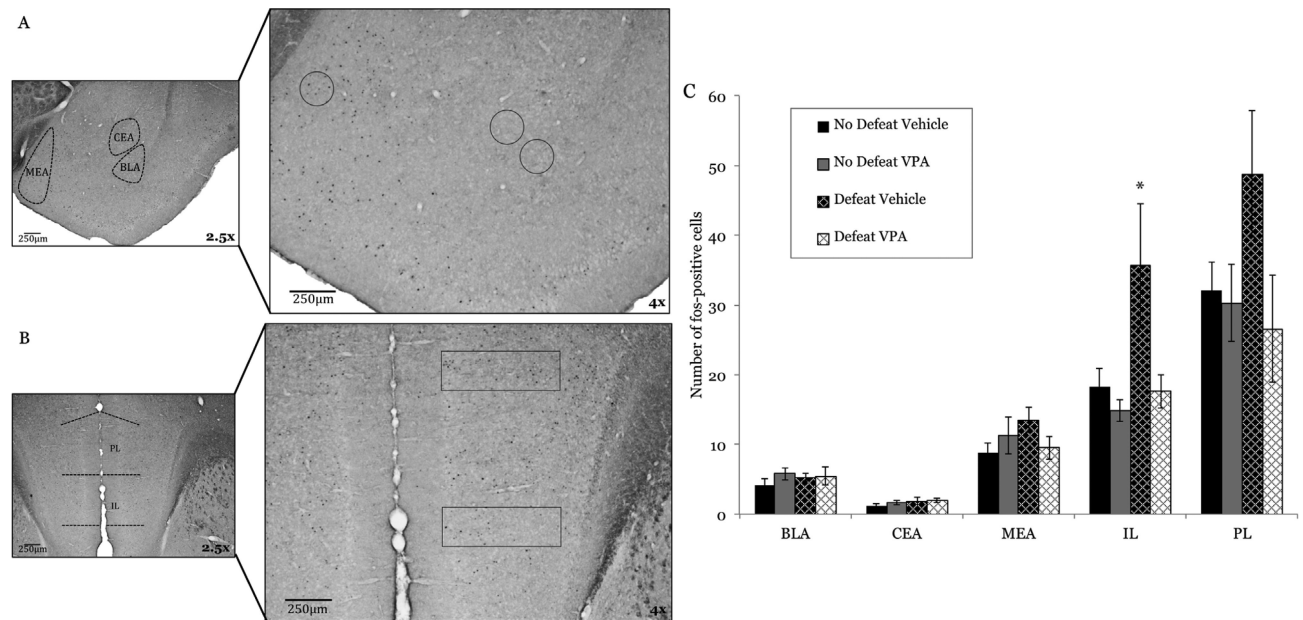 A
MEA
CEA
BLA
250µm
2.5x
250µm
4x
B
PL
IL
250µm
2.5x
250µm
4x
C
Number of fos-positive cells
60
50
40
30
20
10
0
No Defeat Vehicle
No Defeat VPA
Defeat Vehicle
Defeat VPA
*
BLA
CEA
MEA
IL
PL